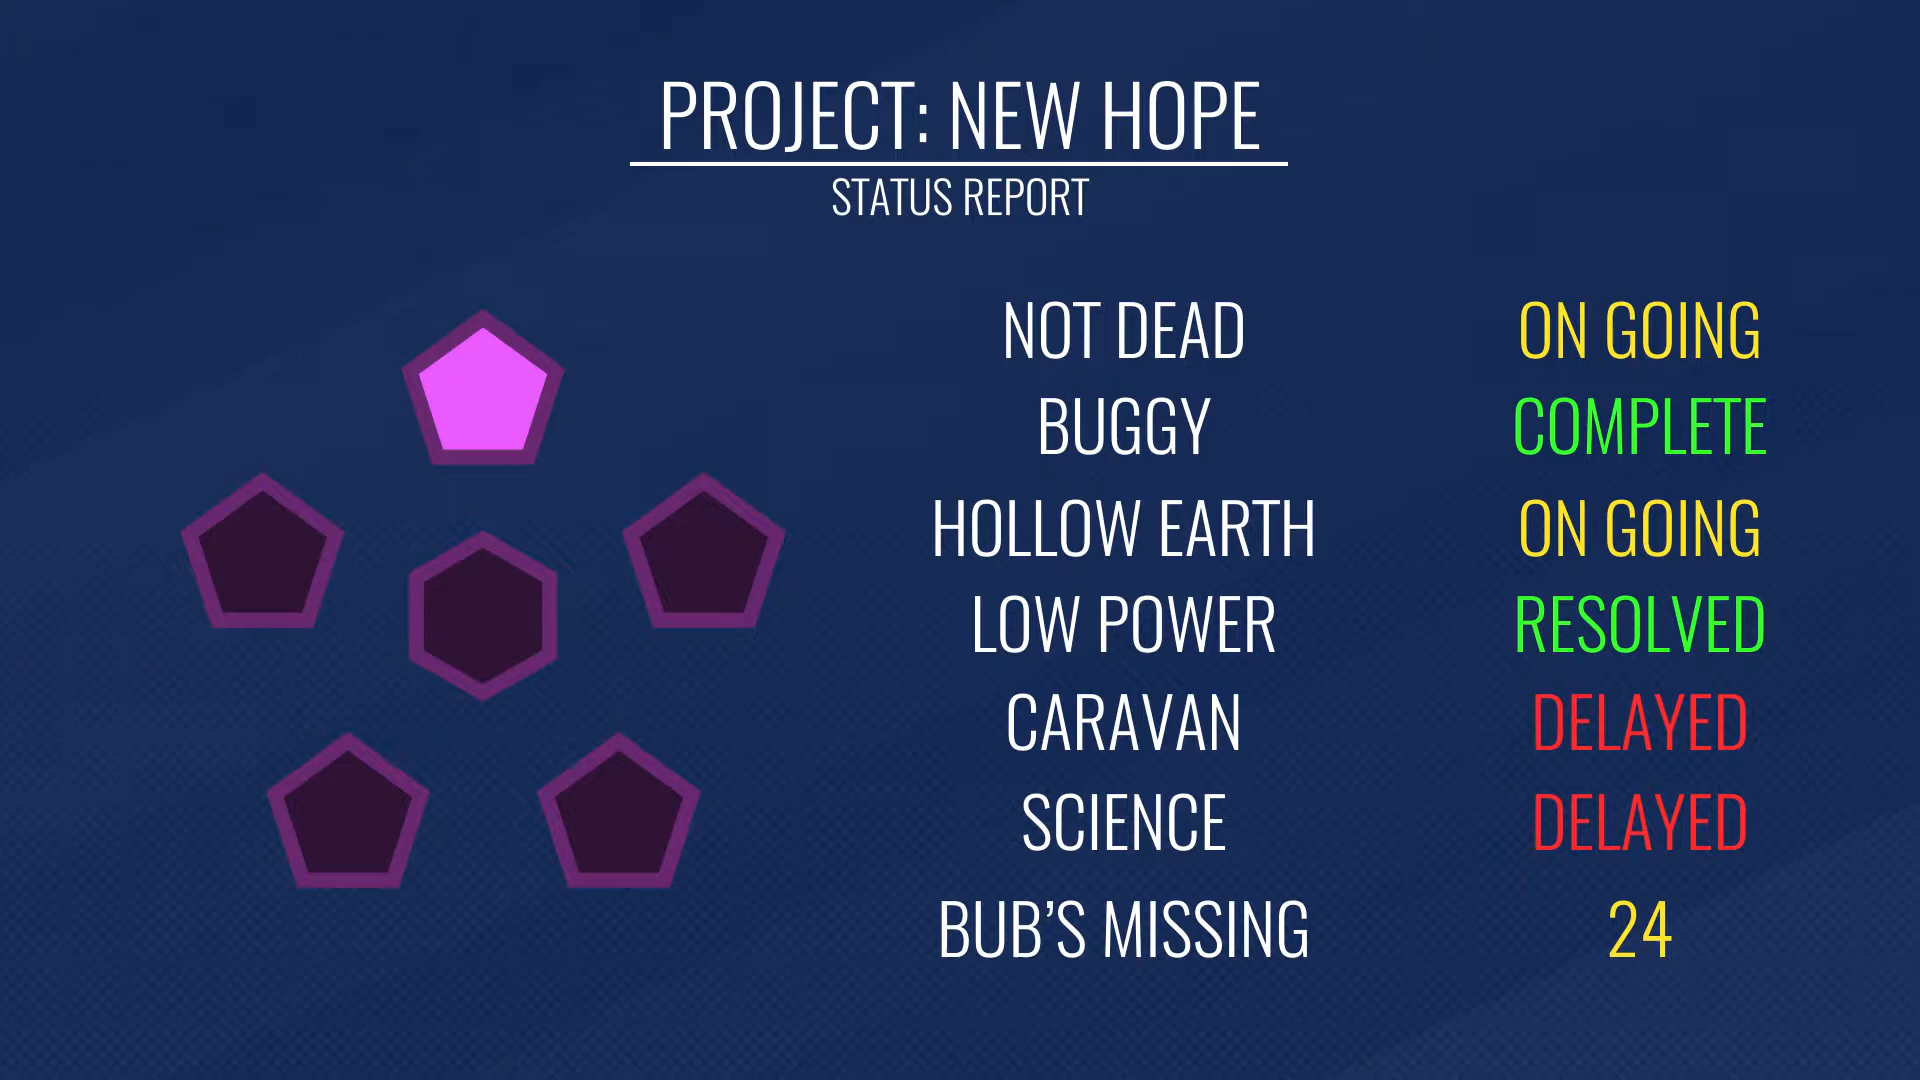 PROJECT: NEW HOPE
STATUS REPORT
NOT DEAD ON GOING
BUGGY COMPLETE
HOLLOW EARTH ON GOING
LOW POWER RESOLVED
CARAVAN DELAYED
SCIENCE DELAYED
BUB’S MISSING 24